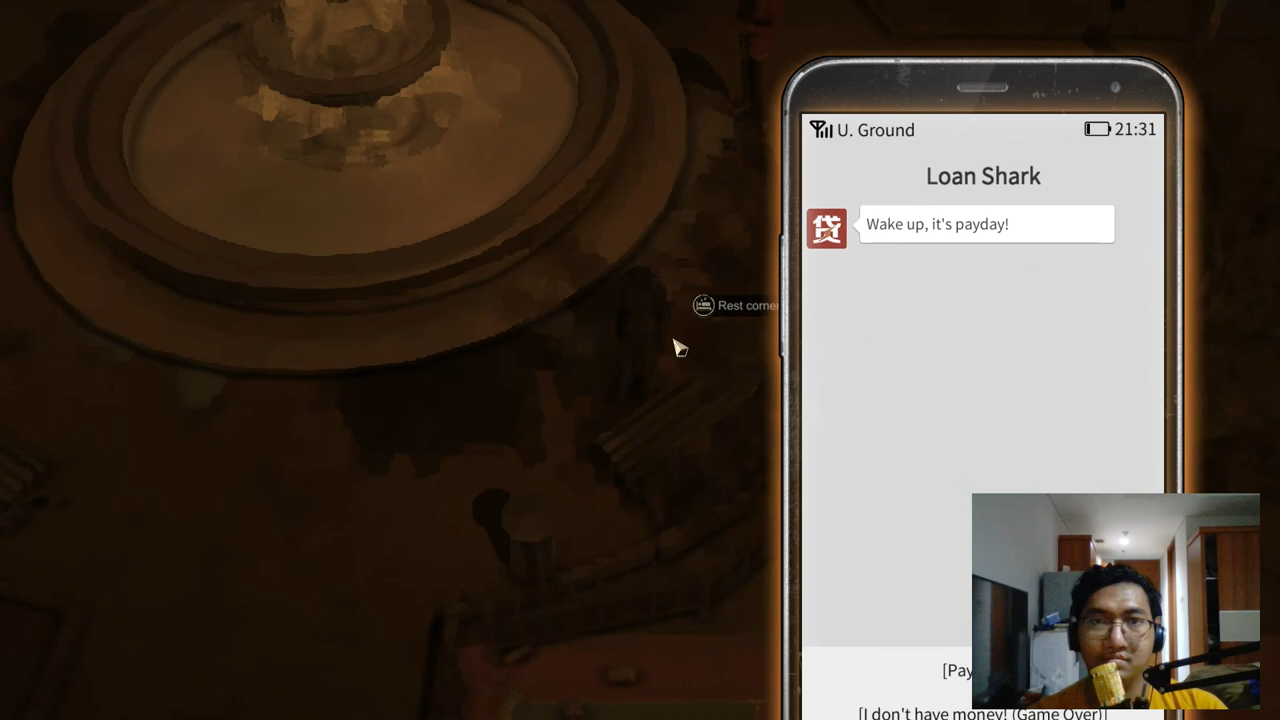 U. Ground
21:31
Loan Shark
贷
Wake up, it's payday!
Rest corner
[Pay
[I don't have money! (Game Over)]